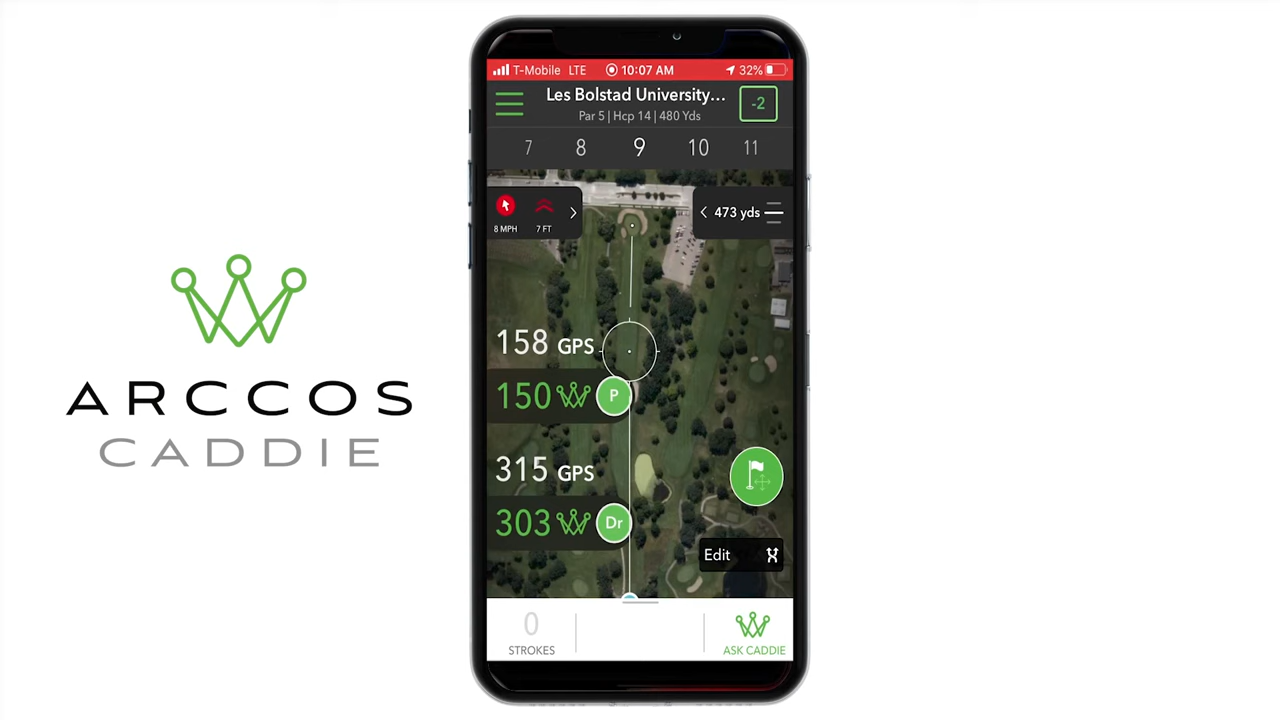 T-Mobile LTE 10:07 AM 32%
Les Bolstad University...
-2
Par 5 | Hcp 14 | 480 Yds
7 8 9 10 11
8 MPH 7 FT
473 yds
158 GPS
150 P
315 GPS
303 Dr
Edit
0
STROKES
ASK CADDIE
ARCCOS
CADDIE